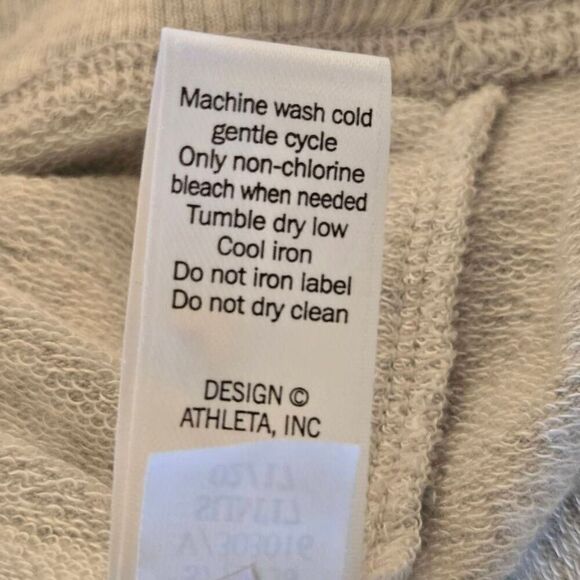 Machine wash cold
gentle cycle
Only non-chlorine
bleach when needed
Tumble dry low
Cool iron
Do not iron label
Do not dry clean
DESIGN ©
ATHLETA, INC